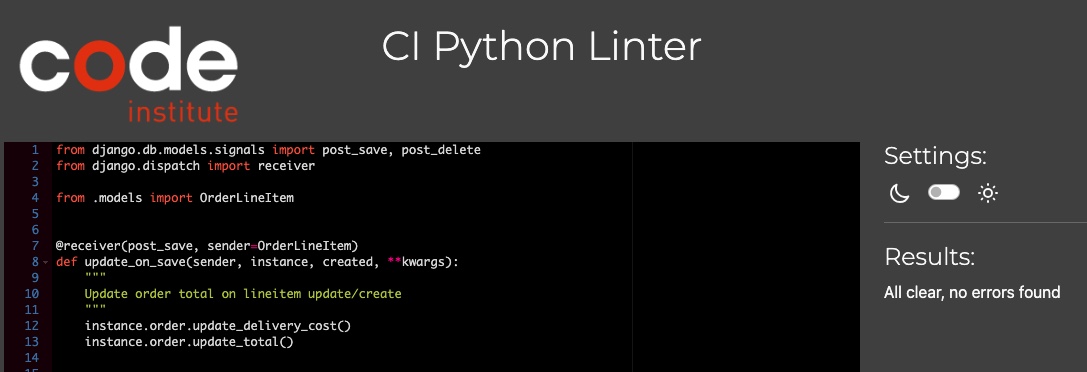 code
institute
CI Python Linter
1 from django.db.models.signals import post_save, post_delete
2 from django.dispatch import receiver
3
4 from .models import OrderLineItem
5
6
7 @receiver(post_save, sender=OrderLineItem)
8 def update_on_save(sender, instance, created, **kwargs):
9     """
10     Update order total on lineitem update/create
11     """
12     instance.order.update_delivery_cost()
13     instance.order.update_total()
14
Settings:
Results:
All clear, no errors found